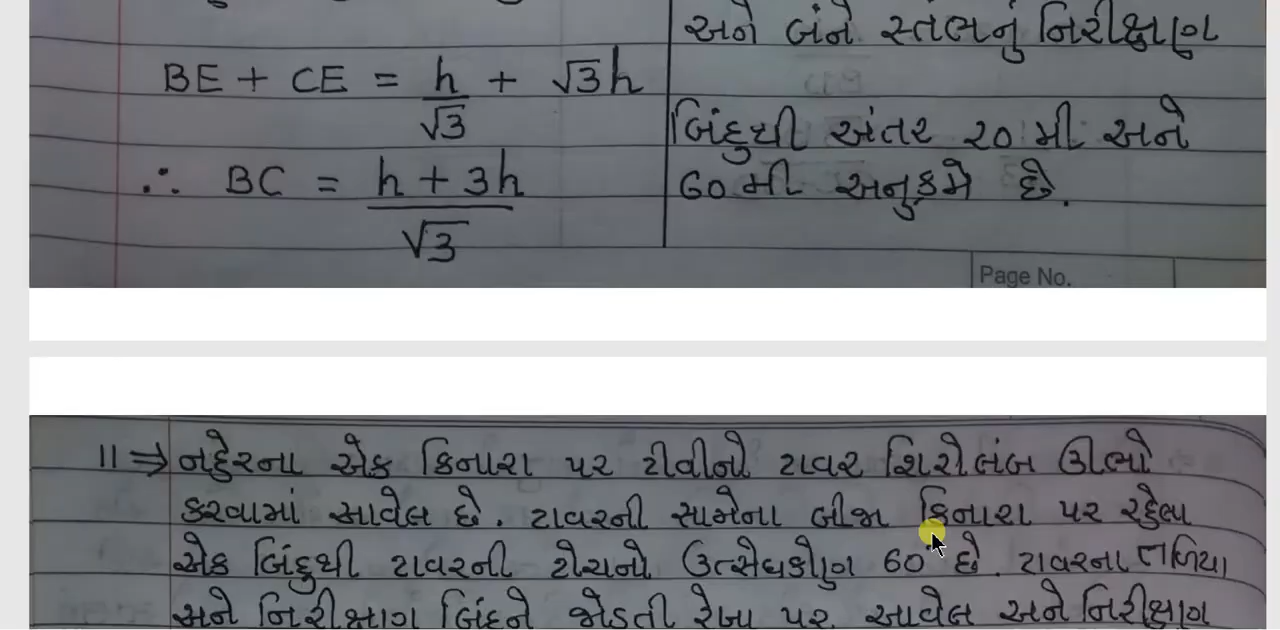 અને બંને સ્તંભનું નિરીક્ષણ
BE + CE = h/√3 + √3h
બિંદુથી અંતર ૨૦ મી અને
∴ BC = (h + 3h)/√3
૬૦ મી અનુક્રમે છે.
Page No.
11 ⇒ નહેરના એક કિનારા પર ટીવીનો ટાવર શિરોલંબ ઊભો
કરવામાં આવેલ છે. ટાવરની સામેના બીજા કિનારા પર રહેલા
એક બિંદુથી ટાવરની ટોચનો ઉત્સેધકોણ 60° છે. ટાવરના તળિયા
અને નિરીક્ષણ બિંદુને જોડતી રેખા પર આવેલ અને નિરીક્ષણ